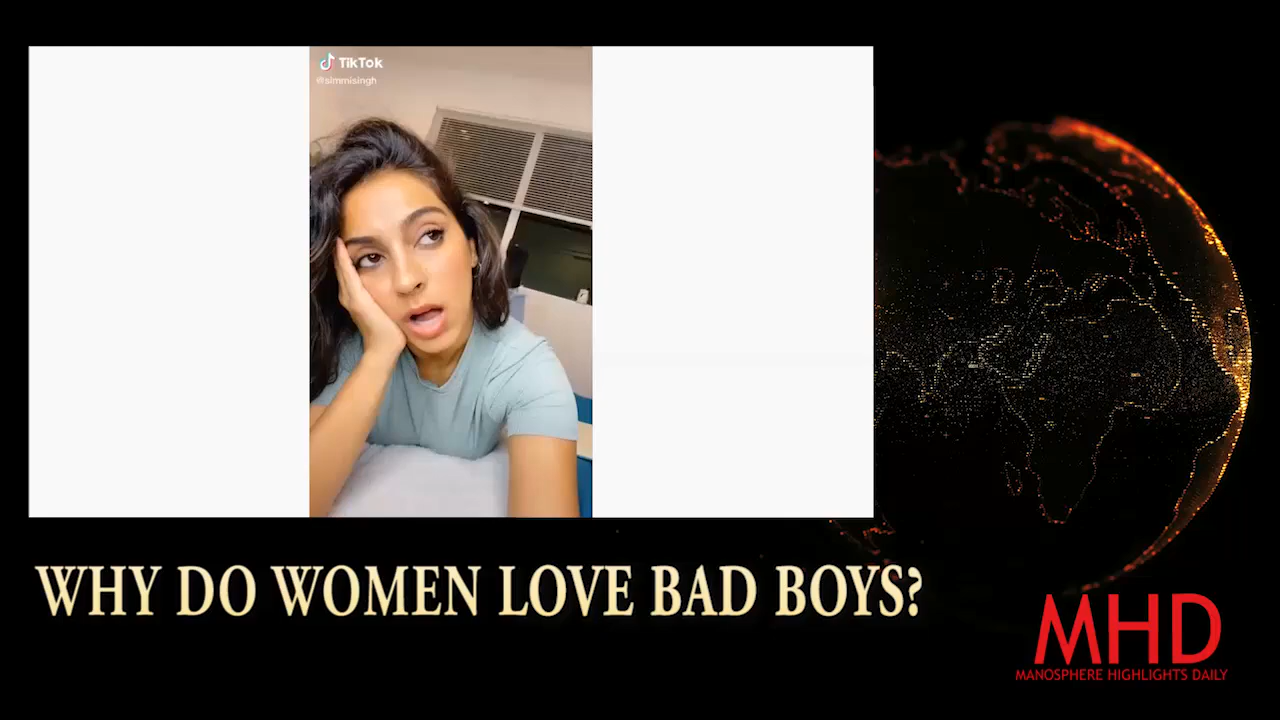 TikTok
@simmisingh
WHY DO WOMEN LOVE BAD BOYS?
MHD
MANOSPHERE HIGHLIGHTS DAILY